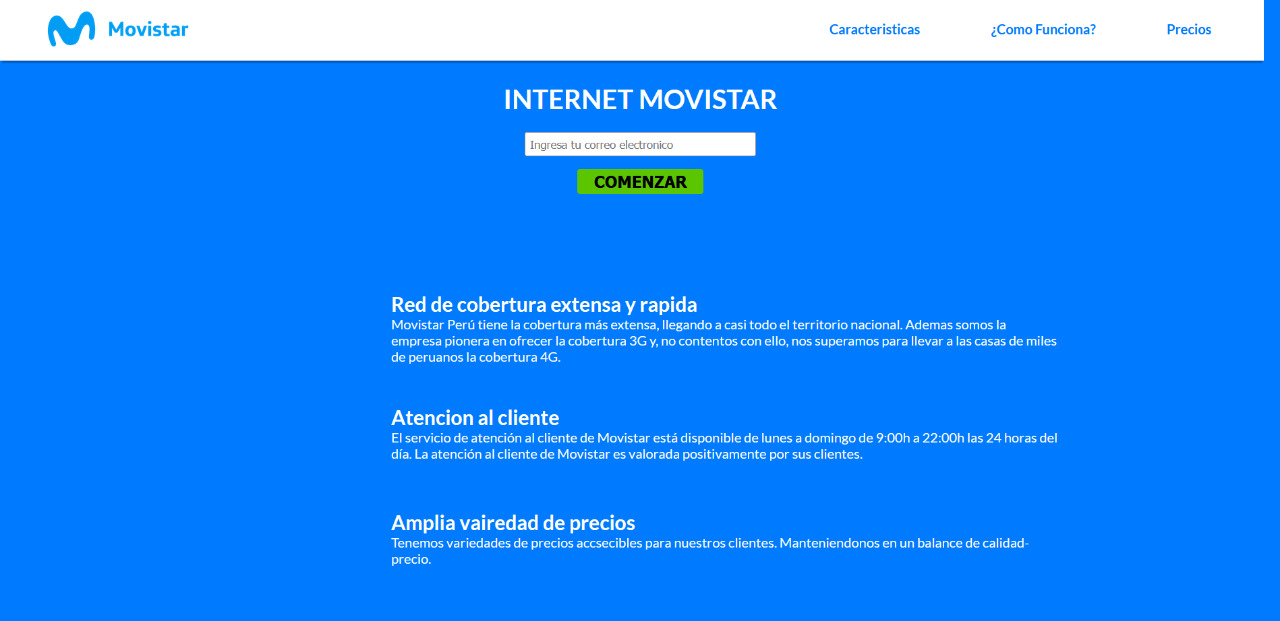 Movistar
Caracteristicas
¿Como Funciona?
Precios
INTERNET MOVISTAR
Ingresa tu correo electronico
COMENZAR
Red de cobertura extensa y rapida
Movistar Perú tiene la cobertura más extensa, llegando a casi todo el territorio nacional. Ademas somos la
empresa pionera en ofrecer la cobertura 3G y, no contentos con ello, nos superamos para llevar a las casas de miles
de peruanos la cobertura 4G.
Atencion al cliente
El servicio de atención al cliente de Movistar está disponible de lunes a domingo de 9:00h a 22:00h las 24 horas del
día. La atención al cliente de Movistar es valorada positivamente por sus clientes.
Amplia vairedad de precios
Tenemos variedades de precios accsecibles para nuestros clientes. Manteniendonos en un balance de calidad-
precio.